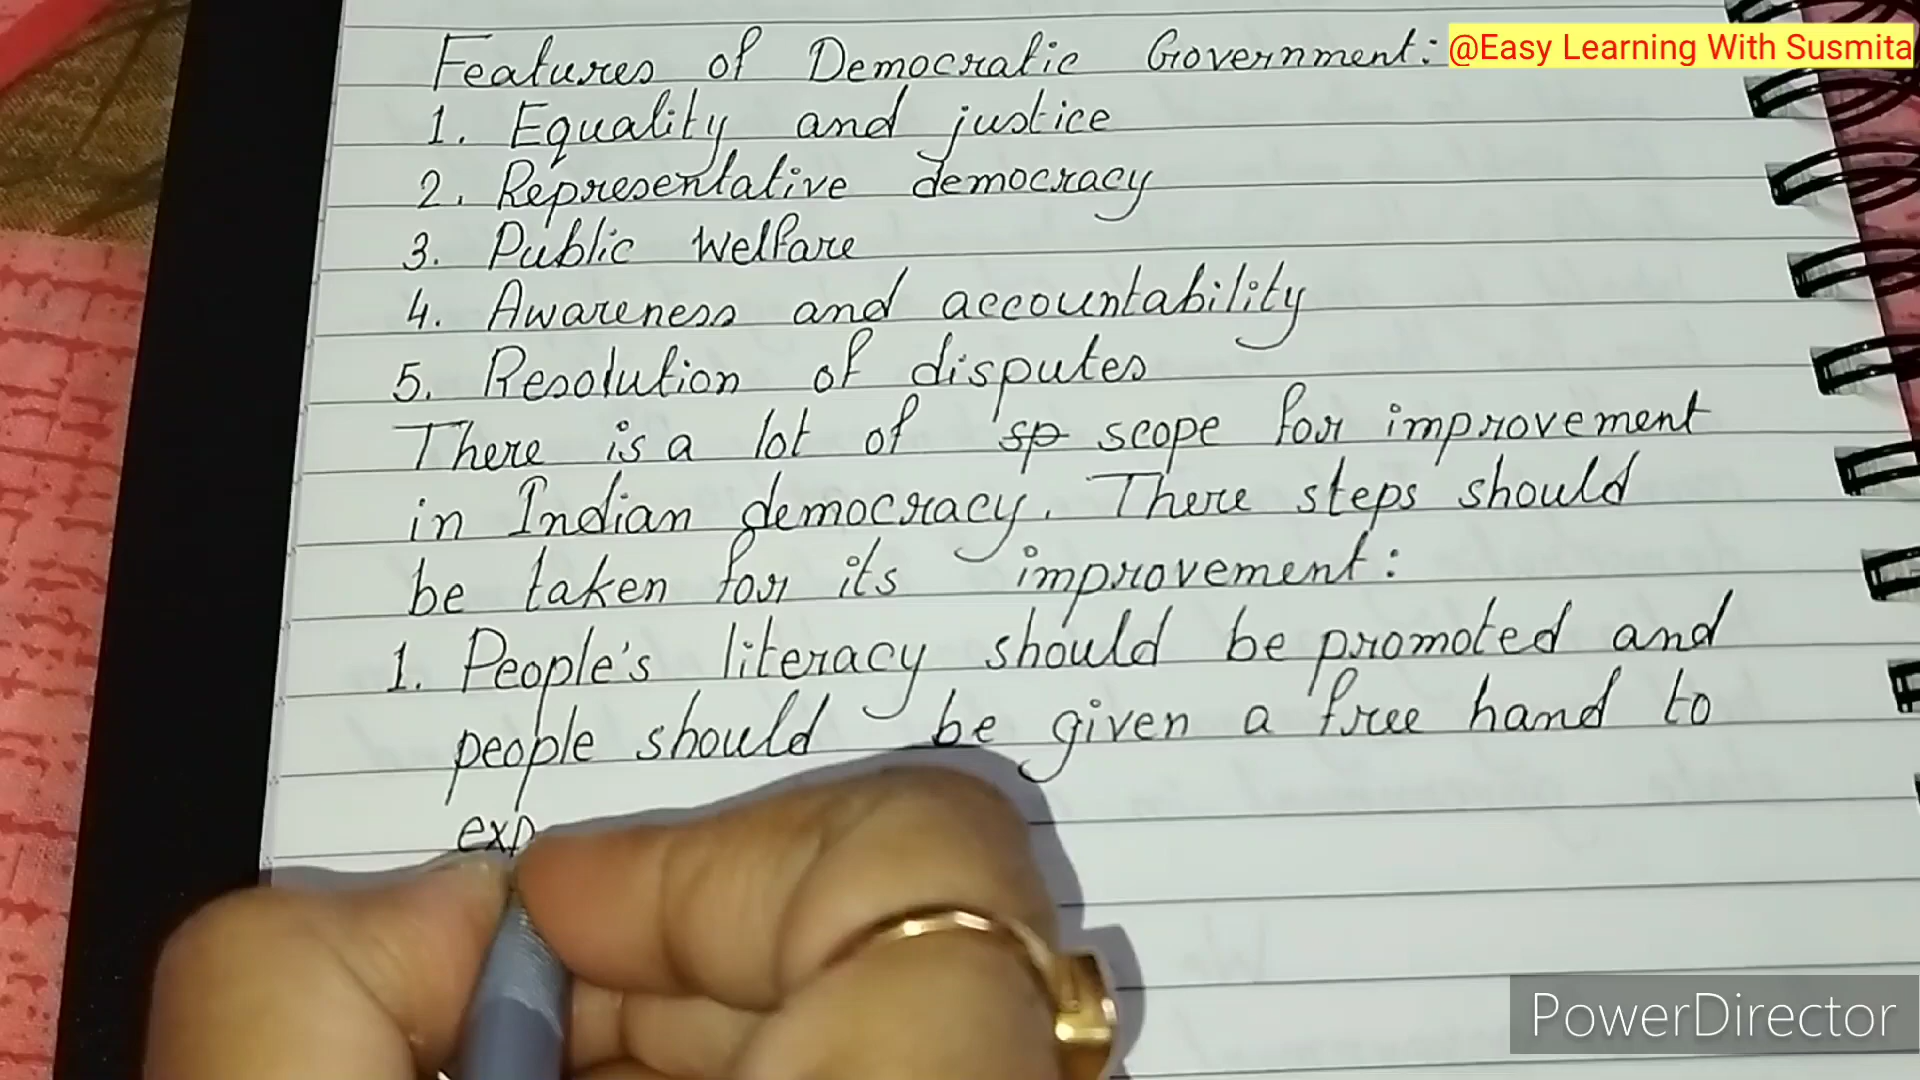 Features of Democratic Government: @Easy Learning With Susmita
1. Equality and justice
2. Representative democracy
3. Public Welfare
4. Awareness and accountability
5. Resolution of disputes
There is a lot of sp scope for improvement
in Indian democracy. There steps should
be taken for its improvement:
1. People's literacy should be promoted and
people should be given a free hand to
exp
PowerDirector